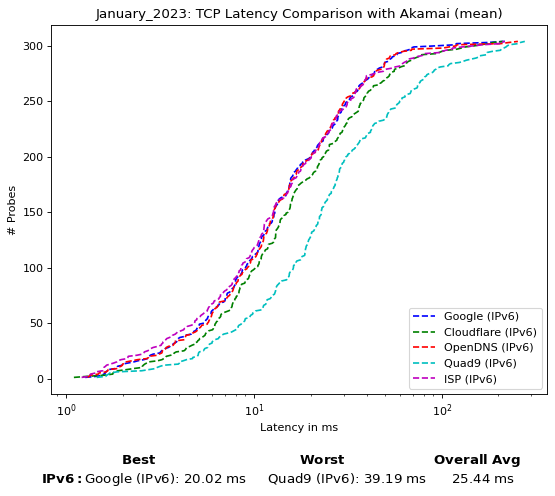 January_2023: TCP Latency Comparison with Akamai (mean)
300
250
200
150
100
50
0
# Probes
10⁰
10¹
10²
Latency in ms
Google (IPv6)
Cloudflare (IPv6)
OpenDNS (IPv6)
Quad9 (IPv6)
ISP (IPv6)
Best Worst Overall Avg
IPv6: Google (IPv6): 20.02 ms Quad9 (IPv6): 39.19 ms 25.44 ms